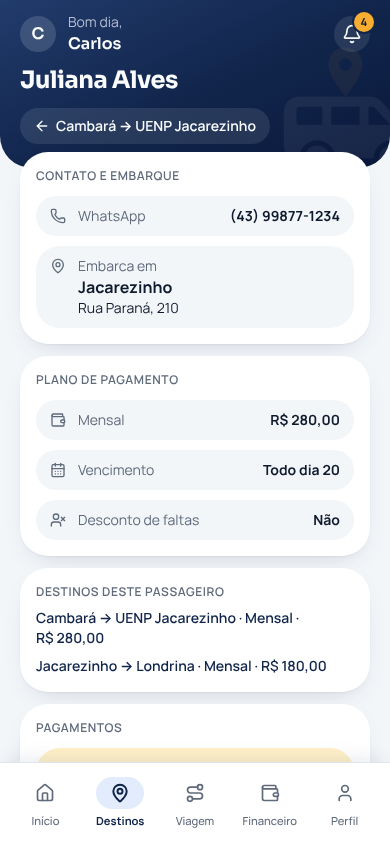 C
Bom dia,
Carlos
4
Juliana Alves
← Cambará → UENP Jacarezinho
CONTATO E EMBARQUE
WhatsApp (43) 99877-1234
Embarca em
Jacarezinho
Rua Paraná, 210
PLANO DE PAGAMENTO
Mensal R$ 280,00
Vencimento Todo dia 20
Desconto de faltas Não
DESTINOS DESTE PASSAGEIRO
Cambará → UENP Jacarezinho · Mensal ·
R$ 280,00
Jacarezinho → Londrina · Mensal · R$ 180,00
PAGAMENTOS
Início Destinos Viagem Financeiro Perfil